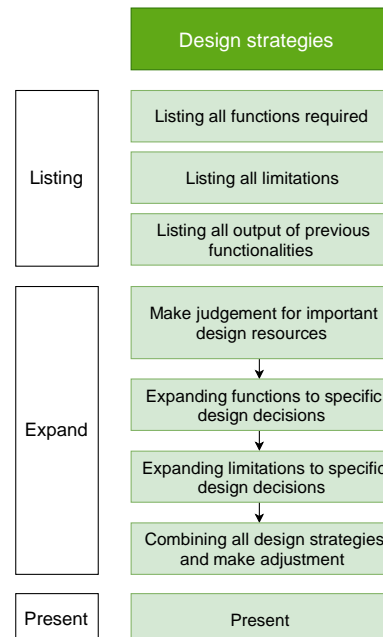 Design strategies
Listing
Listing all functions required
Listing all limitations
Listing all output of previous
functionalities
Expand
Make judgement for important
design resources
Expanding functions to specific
design decisions
Expanding limitations to specific
design decisions
Combining all design strategies
and make adjustment
Present
Present